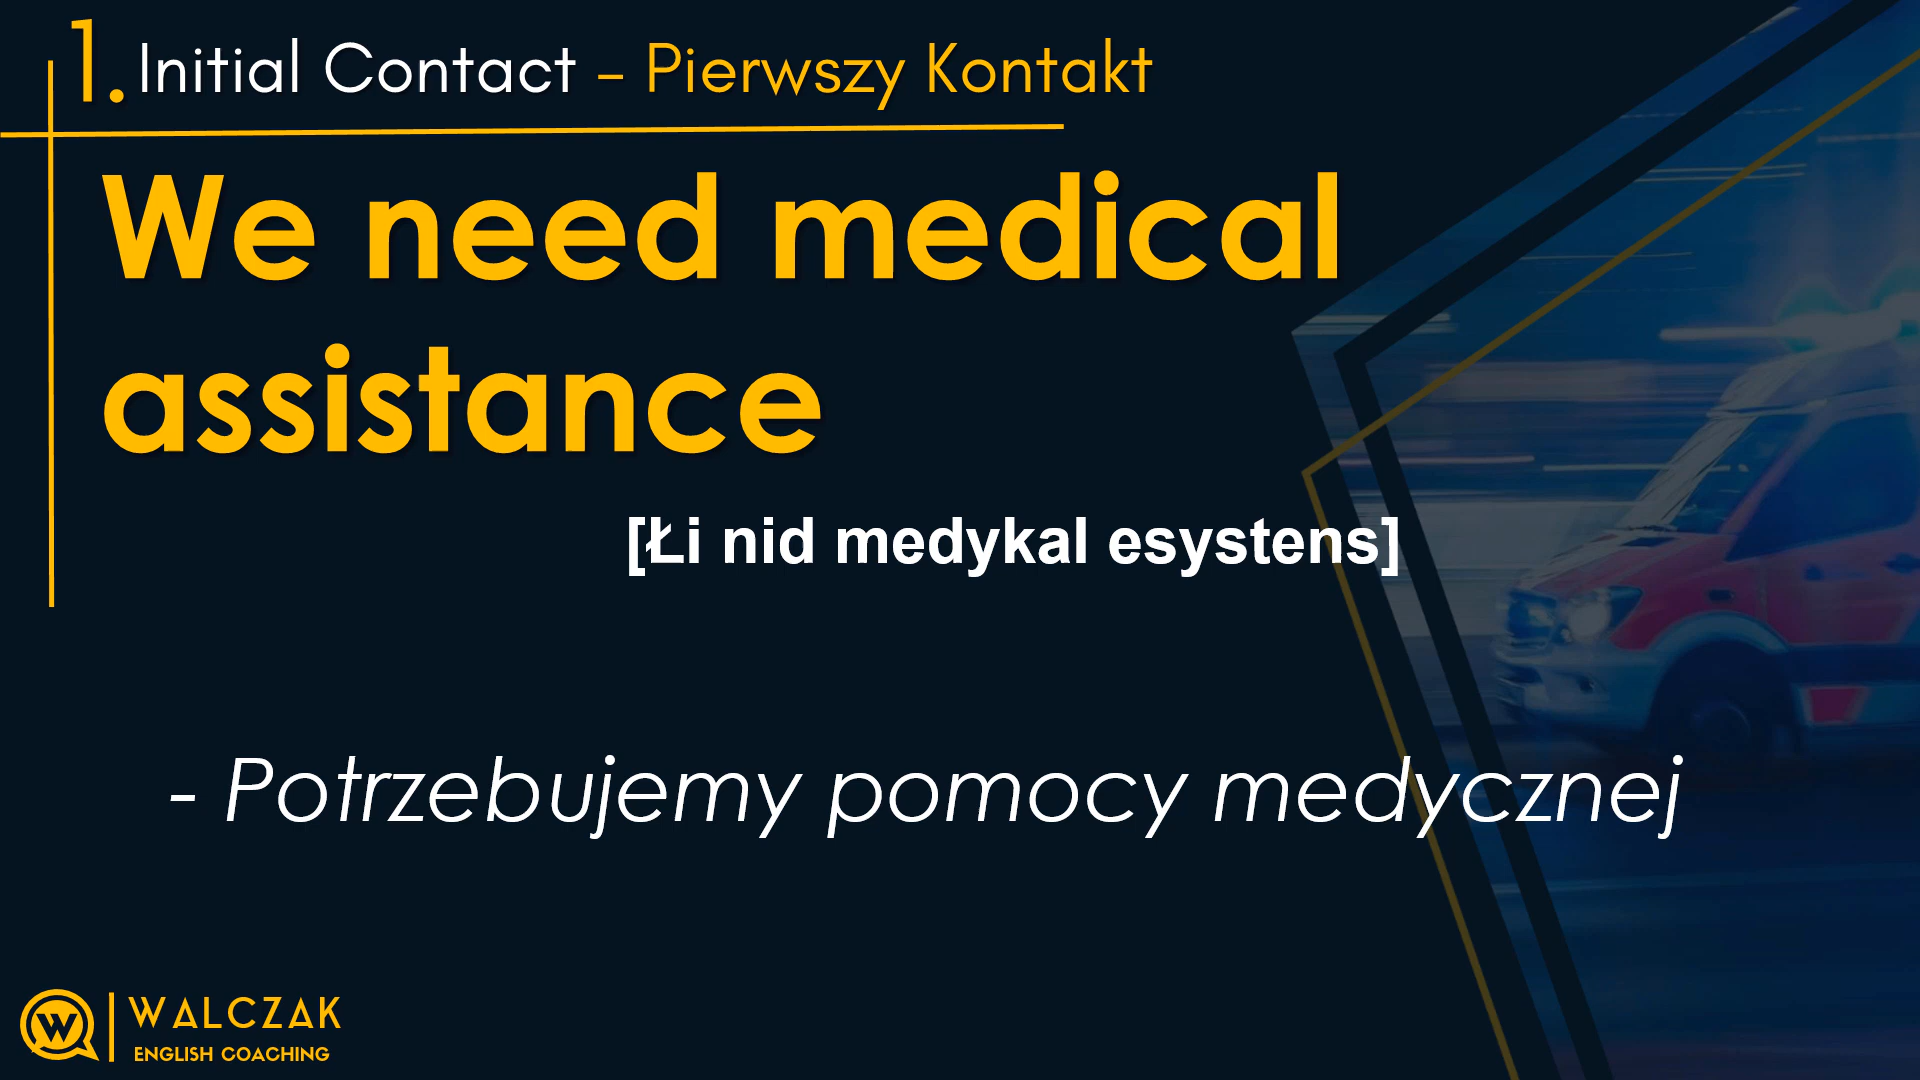 1. Initial Contact – Pierwszy Kontakt
We need medical
assistance
[Łi nid medykal esystens]
- Potrzebujemy pomocy medycznej
W
WALCZAK
ENGLISH COACHING